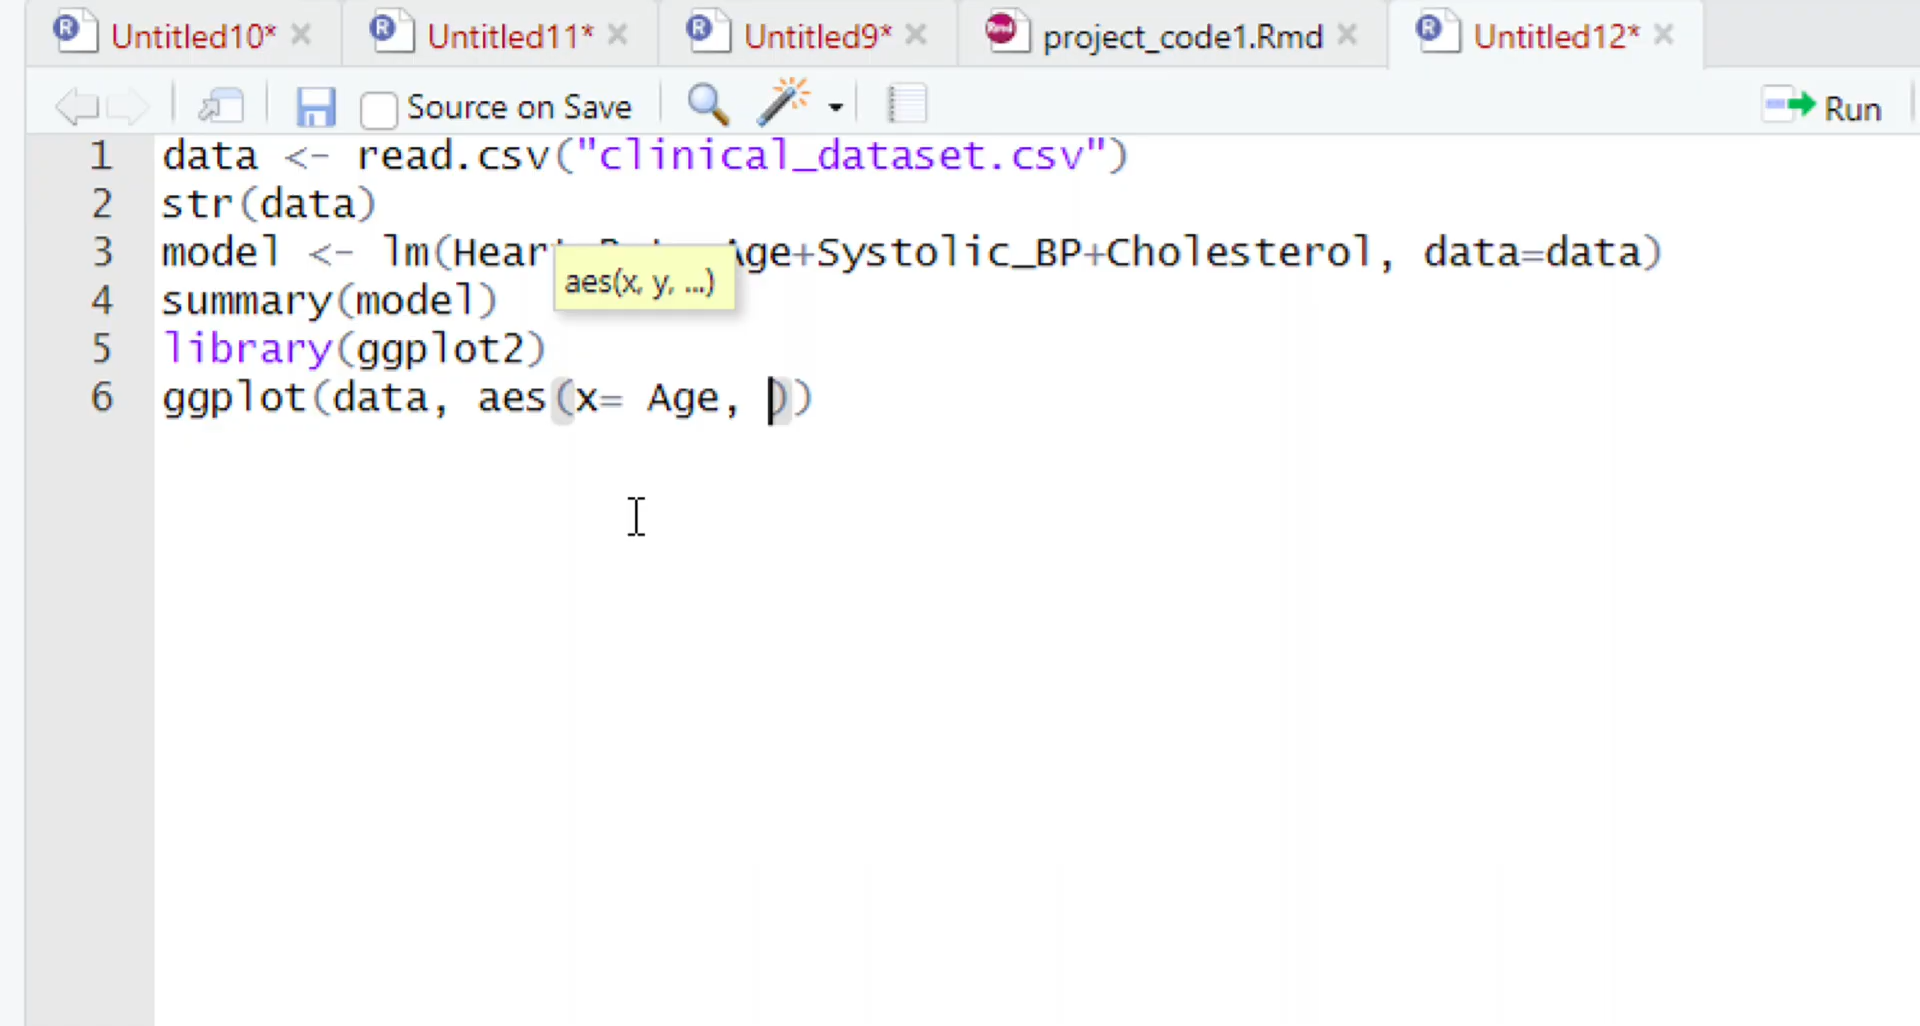 Untitled10* Untitled11* Untitled9* project_code1.Rmd Untitled12*
Source on Save Run
1 data <- read.csv("clinical_dataset.csv")
2 str(data)
3 model <- lm(Hear Age+Systolic_BP+Cholesterol, data=data)
aes(x, y, ...)
4 summary(model)
5 library(ggplot2)
6 ggplot(data, aes(x= Age, ))